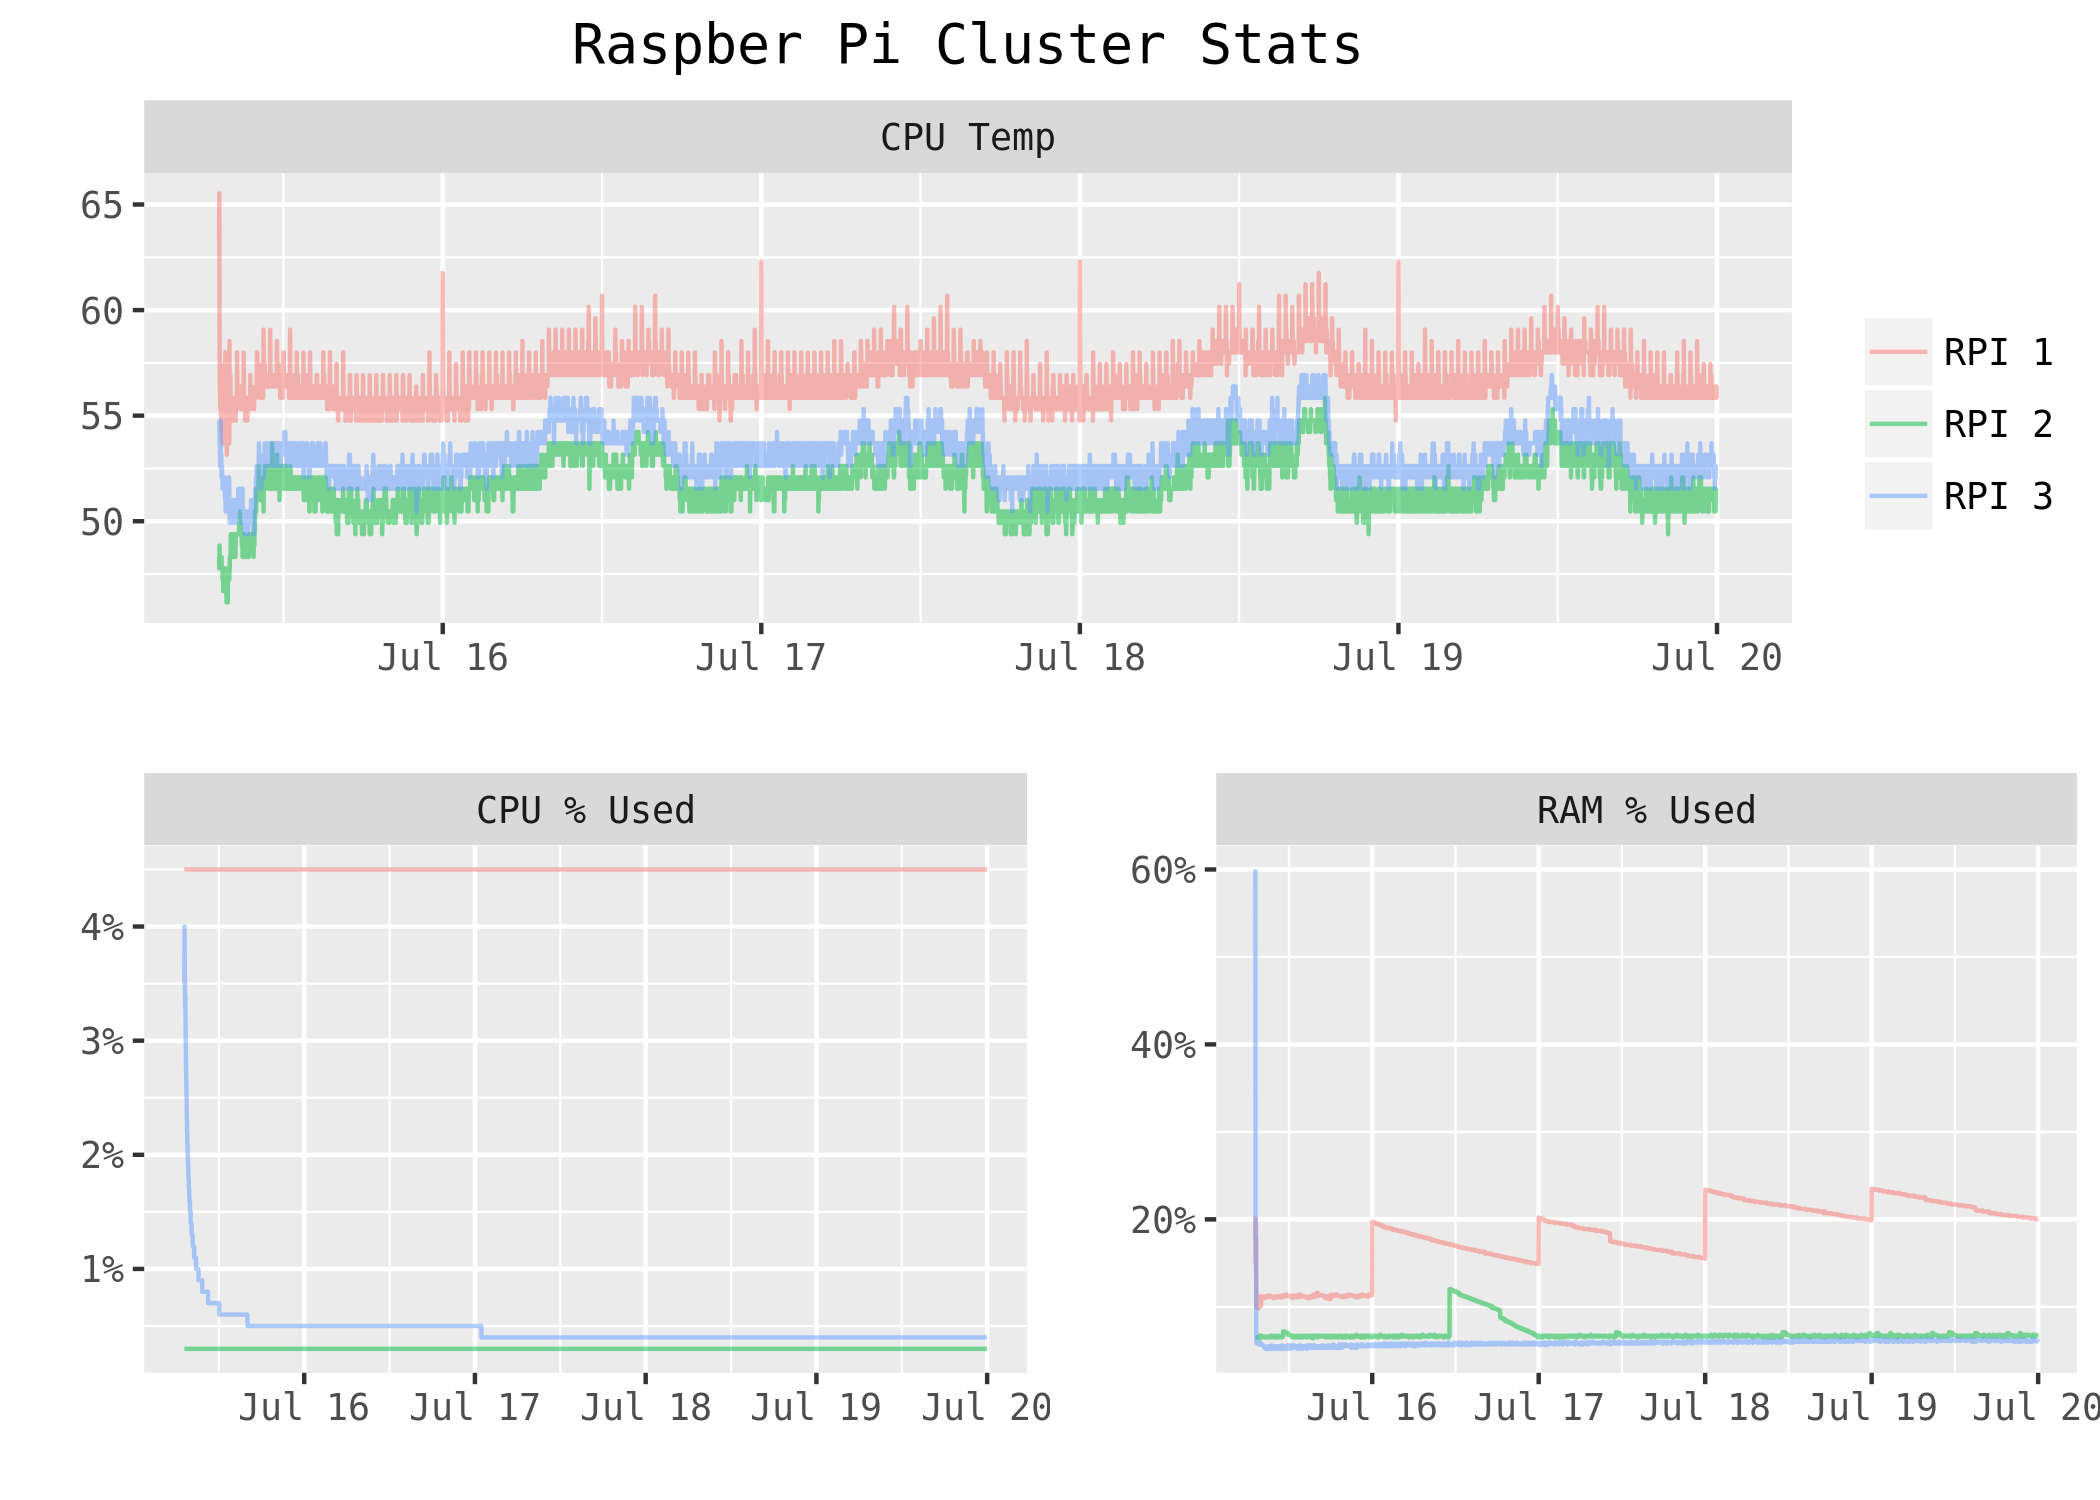 Raspber Pi Cluster Stats
CPU Temp
65
60
55
50
Jul 16 Jul 17 Jul 18 Jul 19 Jul 20
RPI 1
RPI 2
RPI 3
CPU % Used
4%
3%
2%
1%
Jul 16 Jul 17 Jul 18 Jul 19 Jul 20
RAM % Used
60%
40%
20%
Jul 16 Jul 17 Jul 18 Jul 19 Jul 20